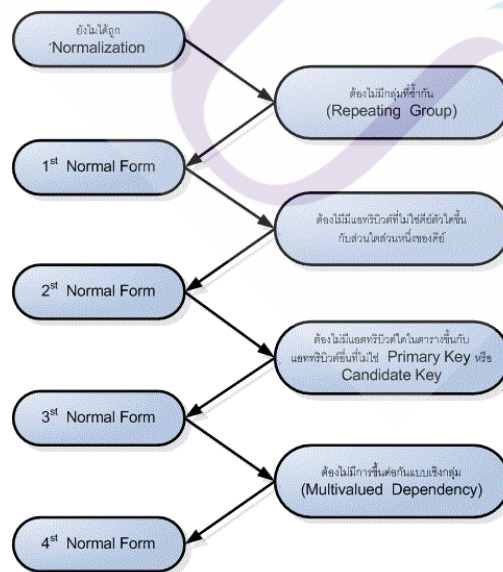 ยังไม่ได้ถูก
Normalization
ต้องไม่มีกลุ่มที่ซ้ำกัน
(Repeating Group)
1st Normal Form
ต้องไม่มีแอทริบิวต์ที่ไม่ใช่คีย์ตัวใดขึ้น
กับส่วนใดส่วนหนึ่งของคีย์
2st Normal Form
ต้องไม่มีแอตทริบิวต์ใดในตารางขึ้นกับ
แอททริบิวต์อื่นที่ไม่ใช่ Primary Key หรือ
Candidate Key
3st Normal Form
ต้องไม่มีการขึ้นต่อกันแบบเชิงกลุ่ม
(Multivalued Dependency)
4st Normal Form